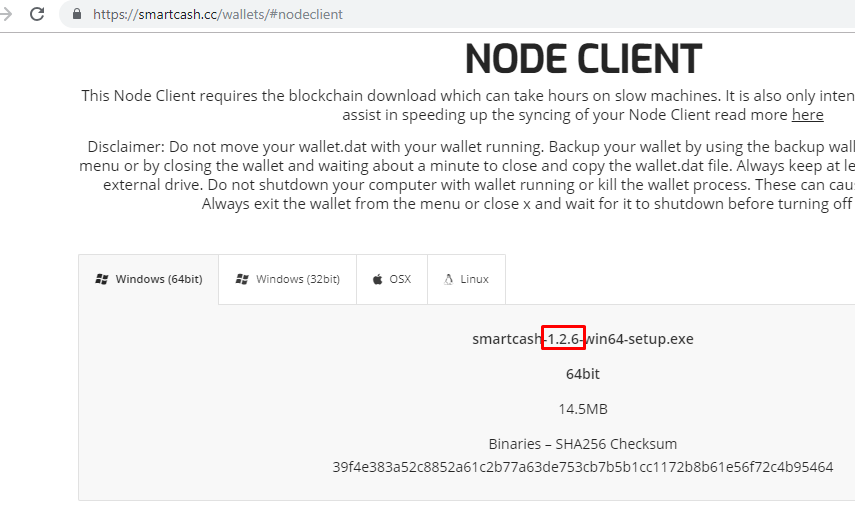 https://smartcash.cc/wallets/#nodeclient
NODE CLIENT
This Node Client requires the blockchain download which can take hours on slow machines. It is also only inten
assist in speeding up the syncing of your Node Client read more here
Disclaimer: Do not move your wallet.dat with your wallet running. Backup your wallet by using the backup wall
menu or by closing the wallet and waiting about a minute to close and copy the wallet.dat file. Always keep at le
external drive. Do not shutdown your computer with wallet running or kill the wallet process. These can cau
Always exit the wallet from the menu or close x and wait for it to shutdown before turning off
Windows (64bit) Windows (32bit) OSX Linux
smartcash-1.2.6-win64-setup.exe
64bit
14.5MB
Binaries – SHA256 Checksum
39f4e383a52c8852a61c2b77a63de753cb7b5b1cc1172b8b61e56f72c4b95464